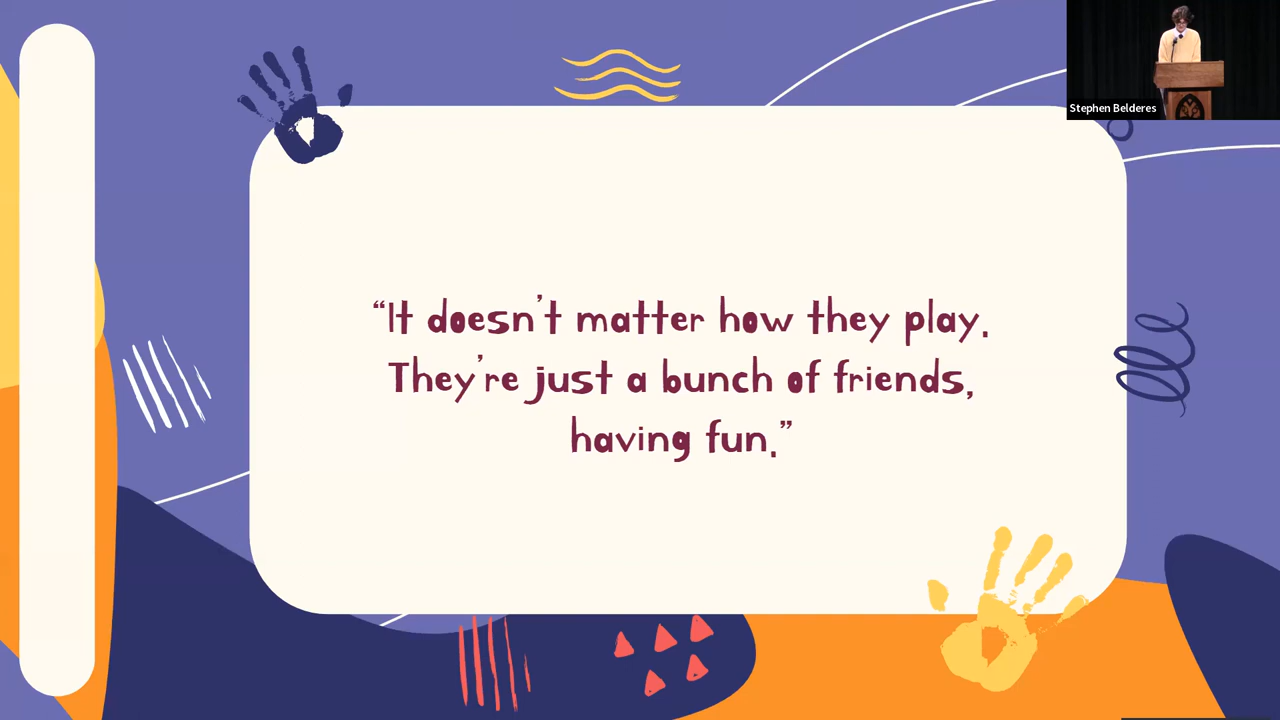 Stephen Belderes
“It doesn’t matter how they play.
They’re just a bunch of friends,
having fun.”